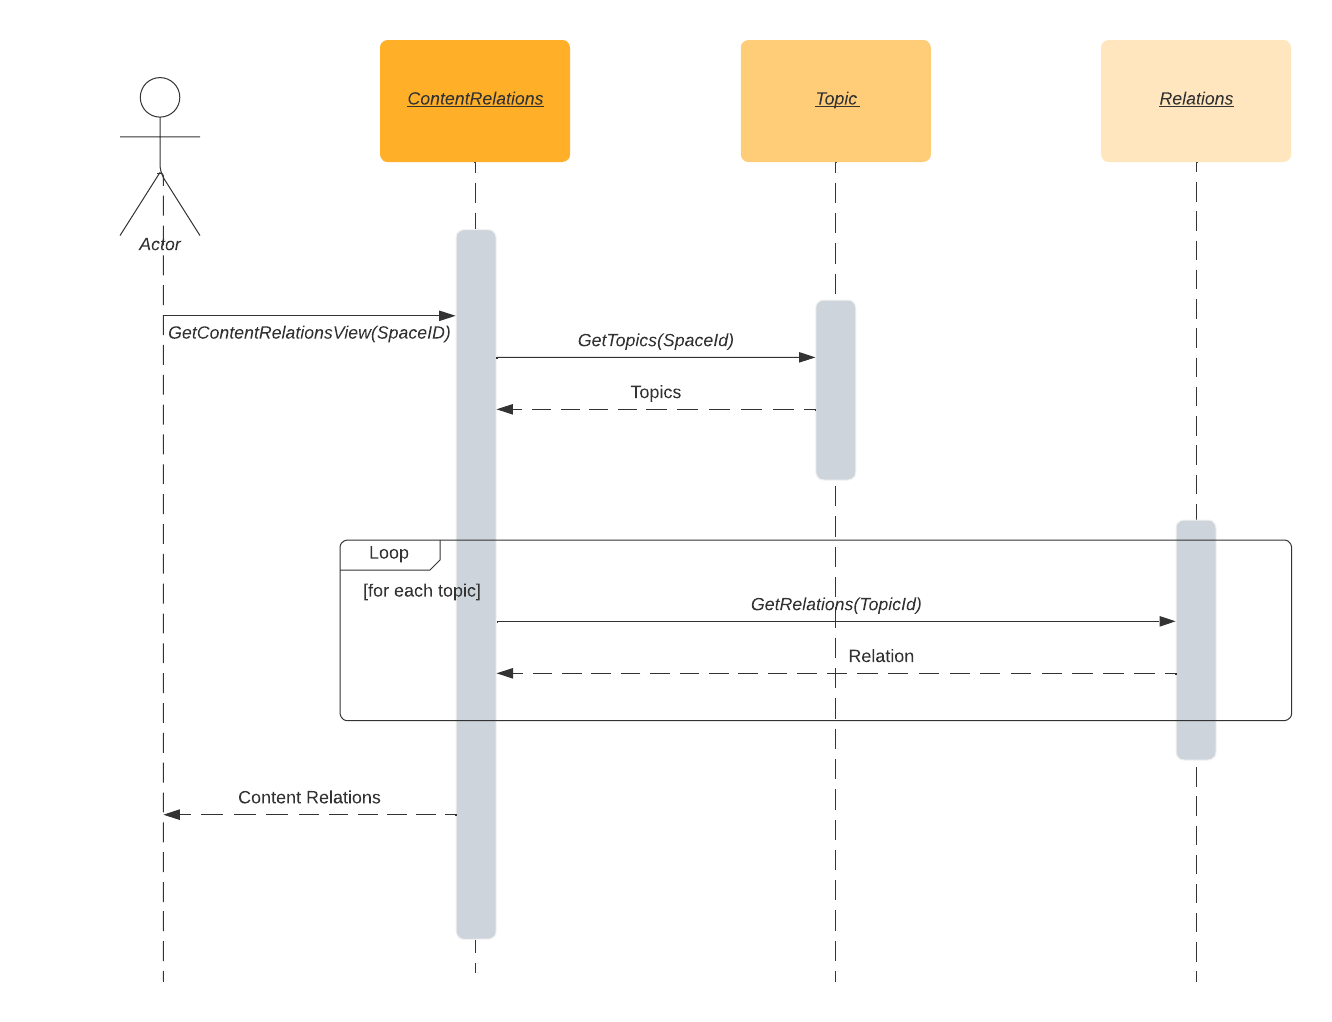 ContentRelations
Topic
Relations
Actor
GetContentRelationsView(SpaceID)
GetTopics(SpaceId)
Topics
Loop
[for each topic]
GetRelations(TopicId)
Relation
Content Relations